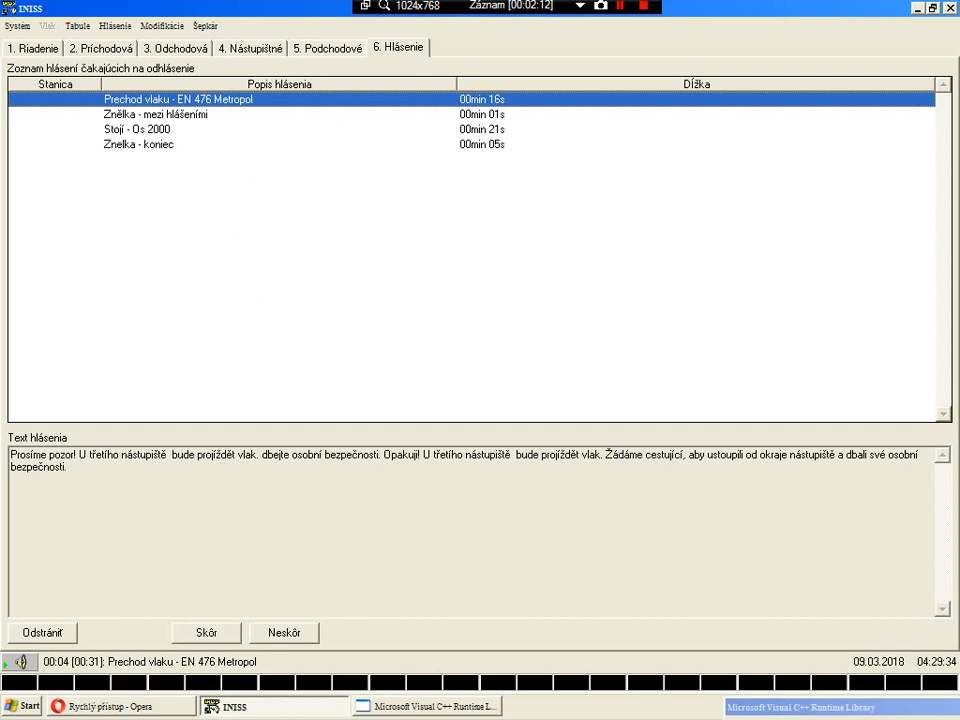 INISS
1024x768 Záznam [00:02:12]
Systém Vlak Tabule Hlásenie Modifikácie Šepkár
1. Riadenie 2. Príchodová 3. Odchodová 4. Nástupištné 5. Podchodové 6. Hlásenie
Zoznam hlásení čakajúcich na odhlásenie
Stanica Popis hlásenia Dĺžka
Prechod vlaku - EN 476 Metropol 00min 16s
Znělka - mezi hlášeními 00min 01s
Stojí - Os 2000 00min 21s
Znelka - koniec 00min 05s
Text hlásenia
Prosíme pozor! U třetího nástupiště bude projíždět vlak. dbejte osobní bezpečnosti. Opakuji! U třetího nástupiště bude projíždět vlak. Žádáme cestující, aby ustoupili od okraje nástupiště a dbali své osobní
bezpečnosti.
Odstrániť Skôr Neskôr
00:04 [00:31]: Prechod vlaku - EN 476 Metropol 09.03.2018 04:29:34
Start Rychlý přístup - Opera INISS Microsoft Visual C++ Runtime L... Microsoft Visual C++ Runtime Library